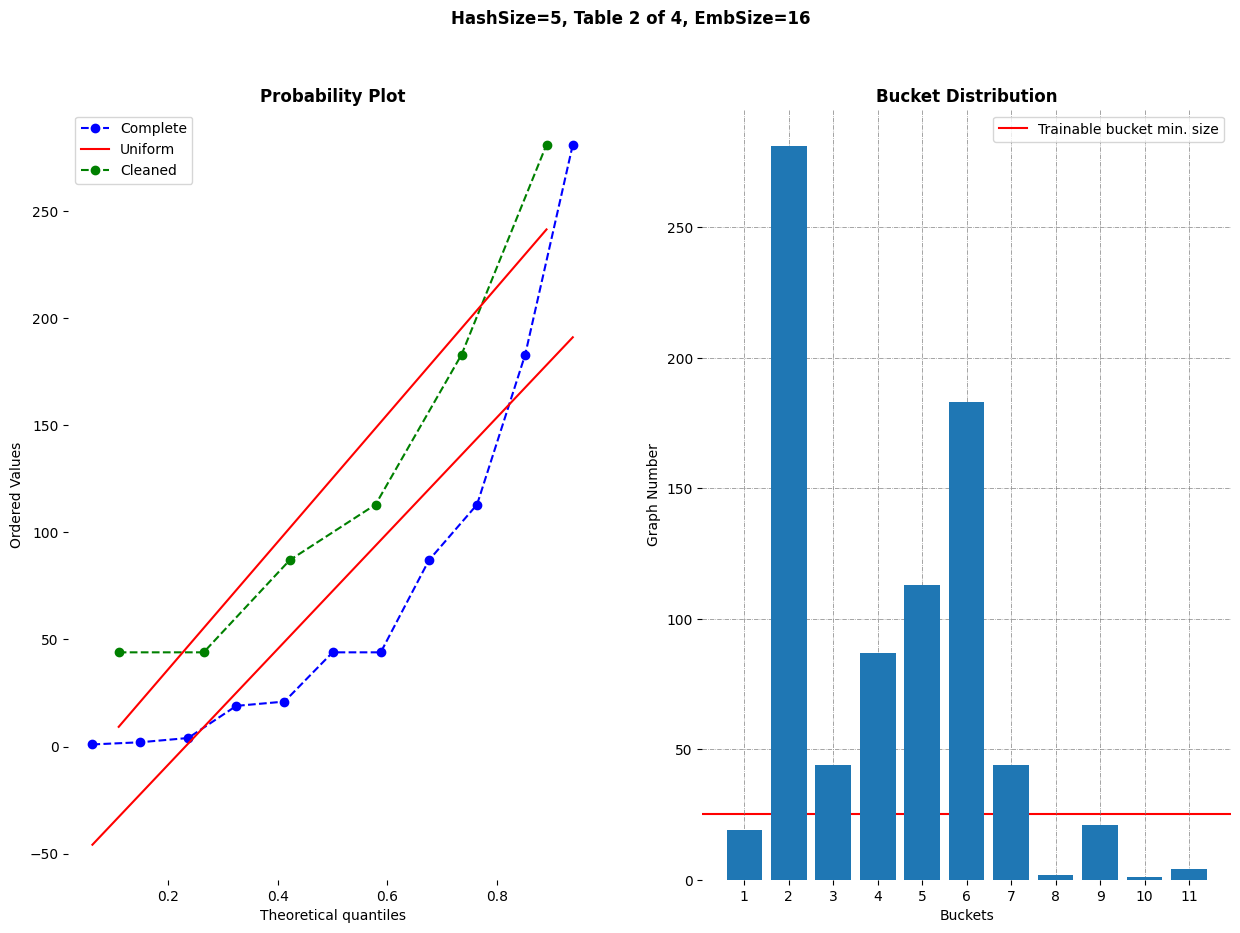 HashSize=5, Table 2 of 4, EmbSize=16
Probability Plot
Complete
Uniform
Cleaned
Ordered Values
250
200
150
100
50
0
−50
0.2 0.4 0.6 0.8
Theoretical quantiles
Bucket Distribution
Trainable bucket min. size
Graph Number
250
200
150
100
50
0
1 2 3 4 5 6 7 8 9 10 11
Buckets